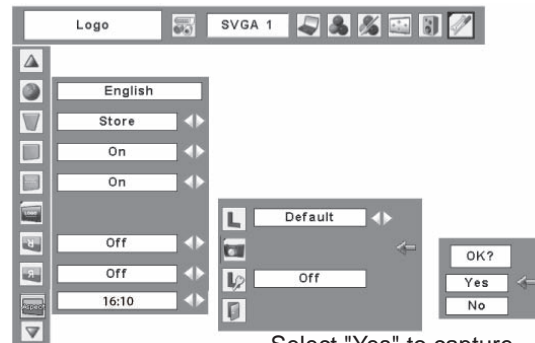 Logo
SVGA 1
English
Store
On
On
Off
Off
16:10
Default
Off
OK?
Yes
No
Select "Yes" to capture